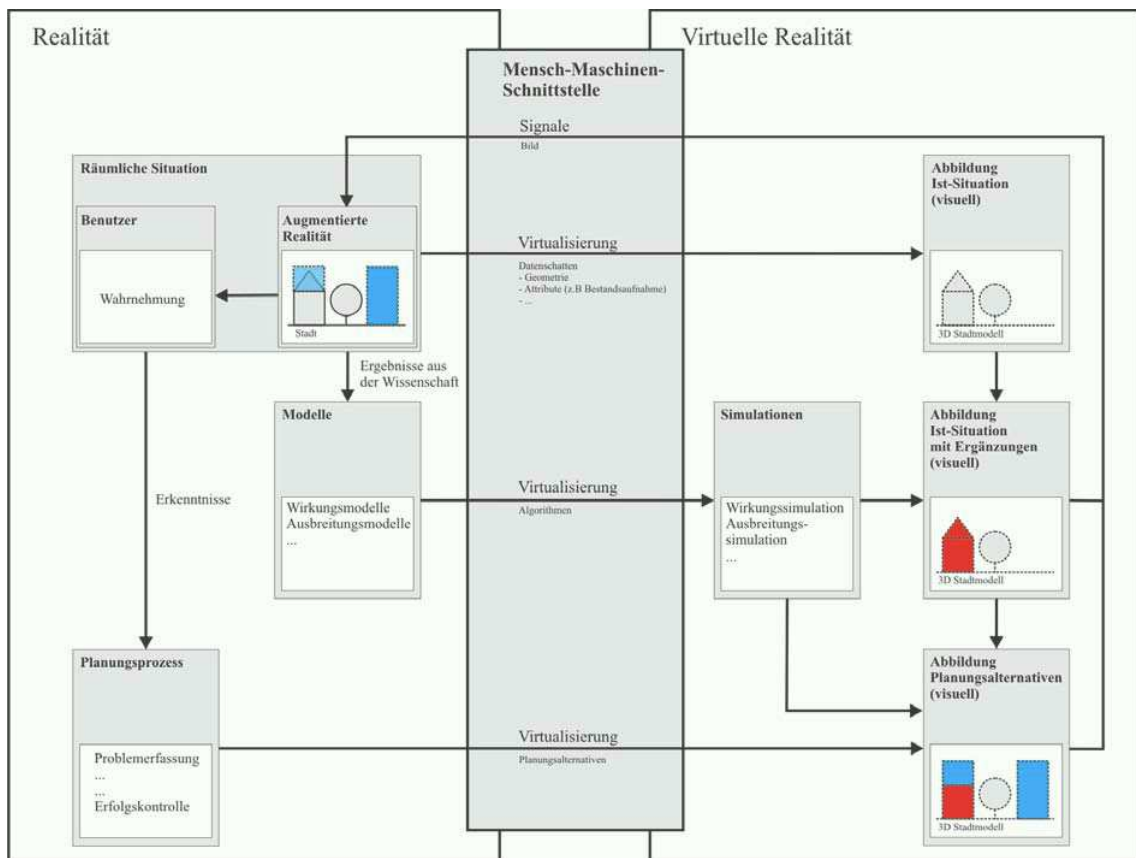 Realität
Virtuelle Realität
Mensch-Maschinen-
Schnittstelle
Signale
Bild
Räumliche Situation
Benutzer
Wahrnehmung
Augmentierte
Realität
Stadt
Virtualisierung
Datenschatten
- Geometrie
- Attribute (z.B Bestandsaufnahme)
- ...
Abbildung
Ist-Situation
(visuell)
3D Stadtmodell
Ergebnisse aus
der Wissenschaft
Modelle
Wirkungsmodelle
Ausbreitungsmodelle
...
Virtualisierung
Algorithmen
Simulationen
Wirkungssimulation
Ausbreitungs-
simulation
...
Abbildung
Ist-Situation
mit Ergänzungen
(visuell)
3D Stadtmodell
Erkenntnisse
Planungsprozess
Problemerfassung
...
...
Erfolgskontrolle
Virtualisierung
Planungsalternativen
Abbildung
Planungsalternativen
(visuell)
3D Stadtmodell